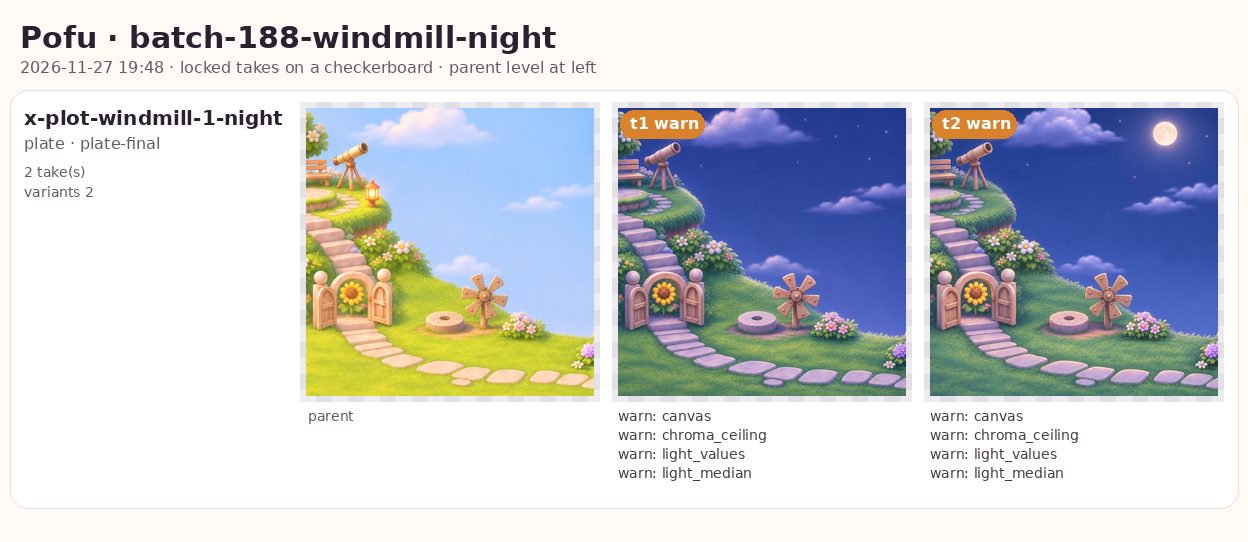 Pofu · batch-188-windmill-night
2026-11-27 19:48 · locked takes on a checkerboard · parent level at left
x-plot-windmill-1-night
plate · plate-final
2 take(s)
variants 2
parent
t1 warn
warn: canvas
warn: chroma_ceiling
warn: light_values
warn: light_median
t2 warn
warn: canvas
warn: chroma_ceiling
warn: light_values
warn: light_median